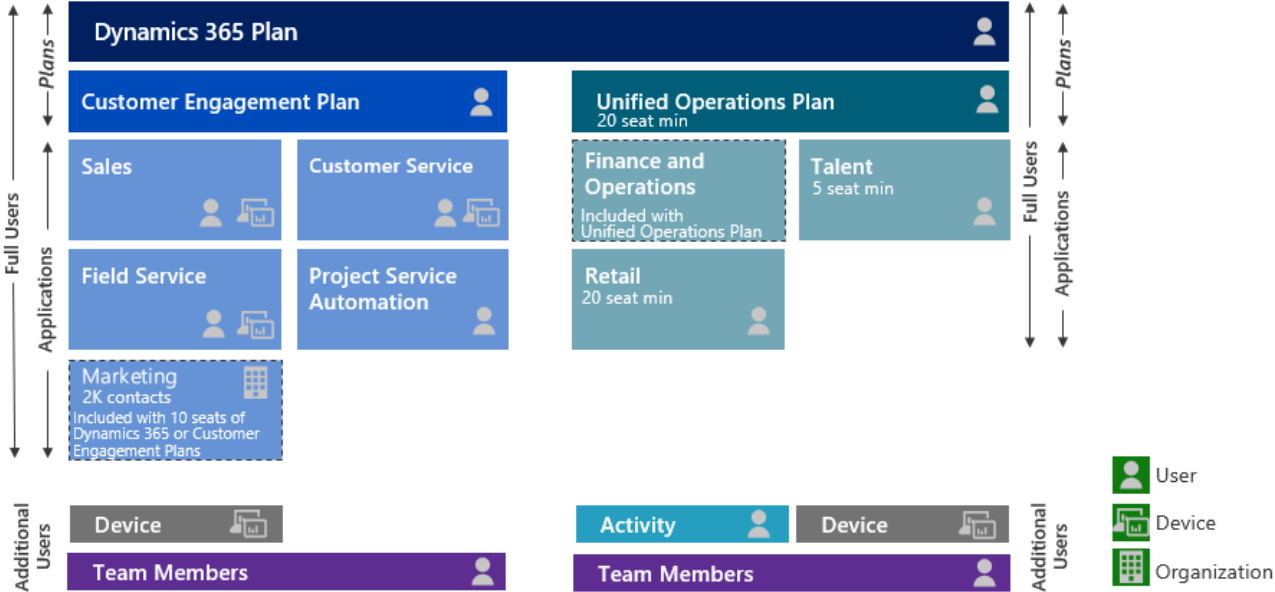 Full Users
Plans
Applications
Additional
Users
Dynamics 365 Plan
Customer Engagement Plan
Sales
Customer Service
Field Service
Project Service
Automation
Marketing
2K contacts
Included with 10 seats of
Dynamics 365 or Customer
Engagement Plans
Device
Team Members
Unified Operations Plan
20 seat min
Finance and
Operations
Included with
Unified Operations Plan
Talent
5 seat min
Retail
20 seat min
Activity
Device
Team Members
Full Users
Plans
Applications
Additional
Users
User
Device
Organization